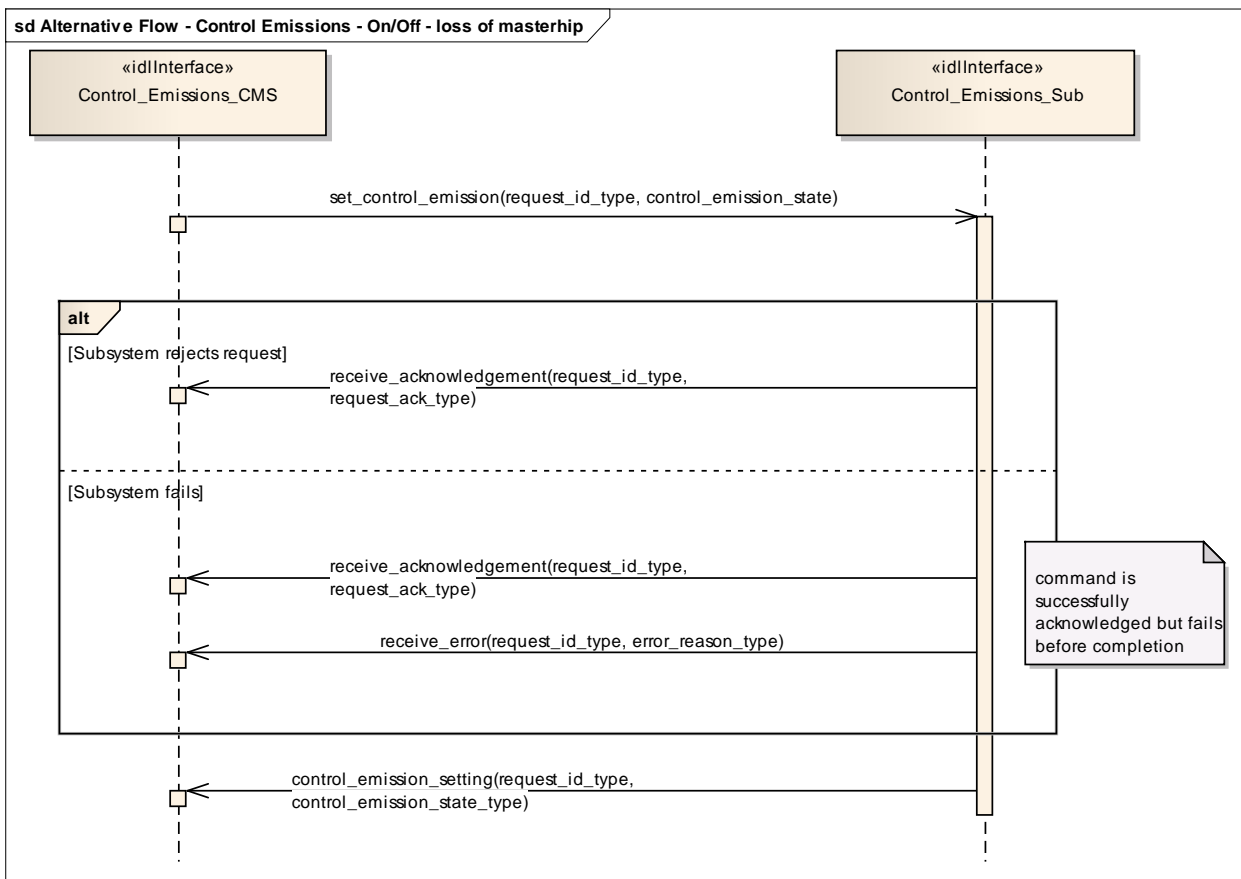 sd Alternative Flow - Control Emissions - On/Off - loss of masterhip
«idlInterface»
Control_Emissions_CMS
«idlInterface»
Control_Emissions_Sub
set_control_emission(request_id_type, control_emission_state)
alt
[Subsystem rejects request]
receive_acknowledgement(request_id_type,
request_ack_type)
[Subsystem fails]
receive_acknowledgement(request_id_type,
request_ack_type)
command is
successfully
acknowledged but fails
before completion
receive_error(request_id_type, error_reason_type)
control_emission_setting(request_id_type,
control_emission_state_type)